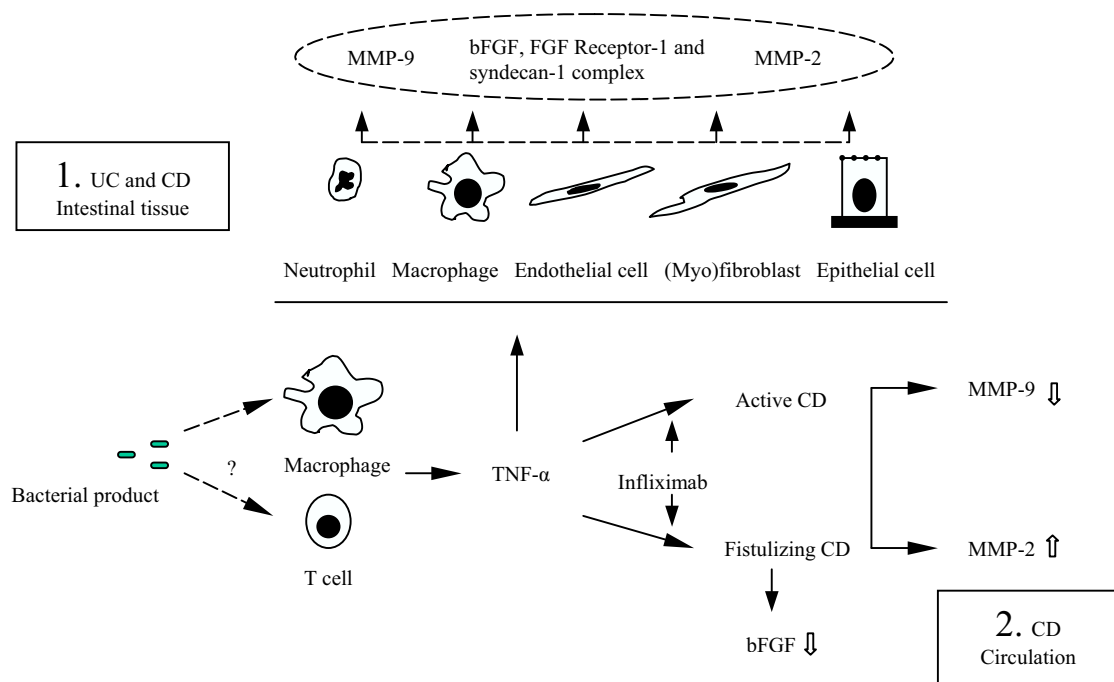 MMP-9
bFGF, FGF Receptor-1 and
syndecan-1 complex
MMP-2
1. UC and CD
Intestinal tissue
Neutrophil
Macrophage
Endothelial cell
(Myo)fibroblast
Epithelial cell
Bacterial product
?
Macrophage
T cell
TNF-α
Active CD
Infliximab
Fistulizing CD
bFGF
MMP-9
MMP-2
2. CD
Circulation